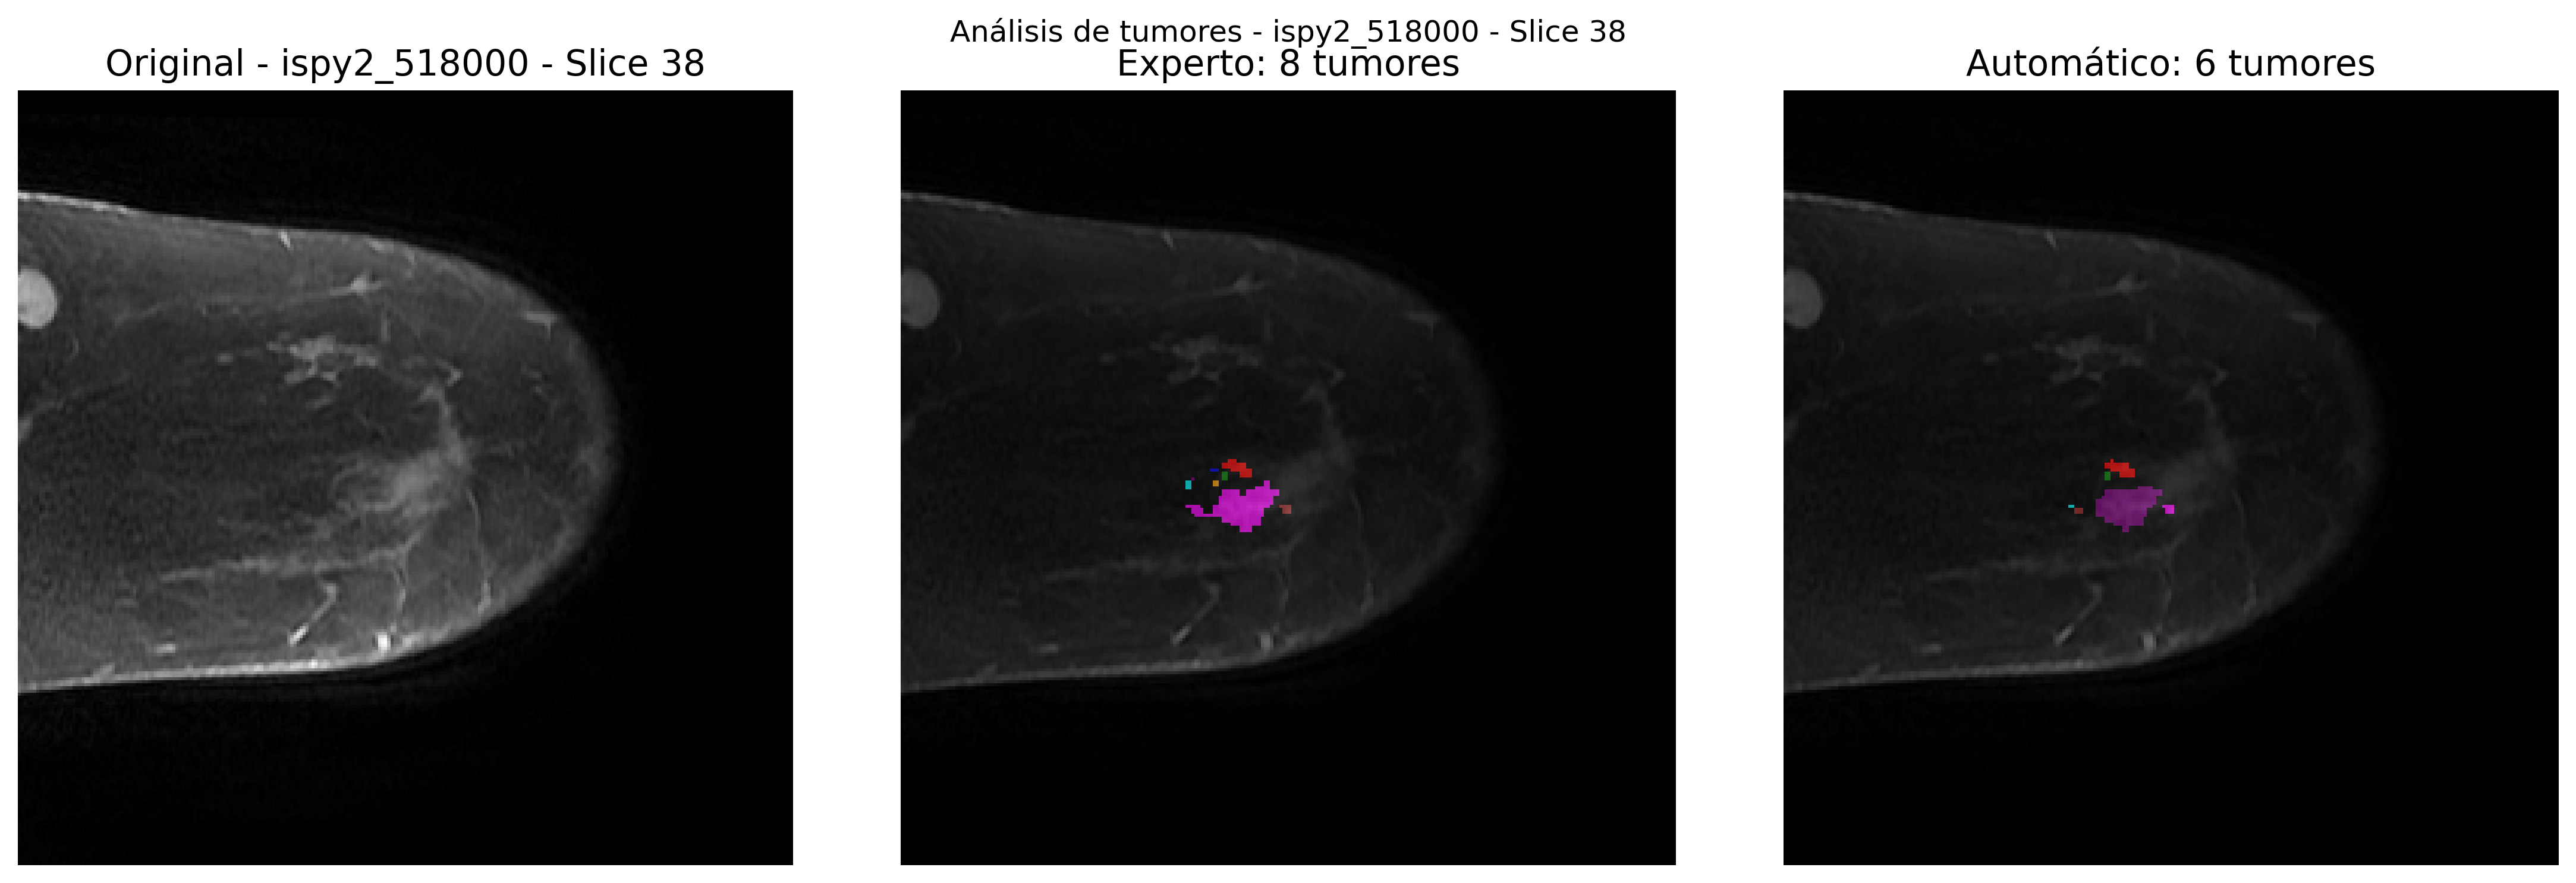 Análisis de tumores - ispy2_518000 - Slice 38
Original - ispy2_518000 - Slice 38
Experto: 8 tumores
Automático: 6 tumores